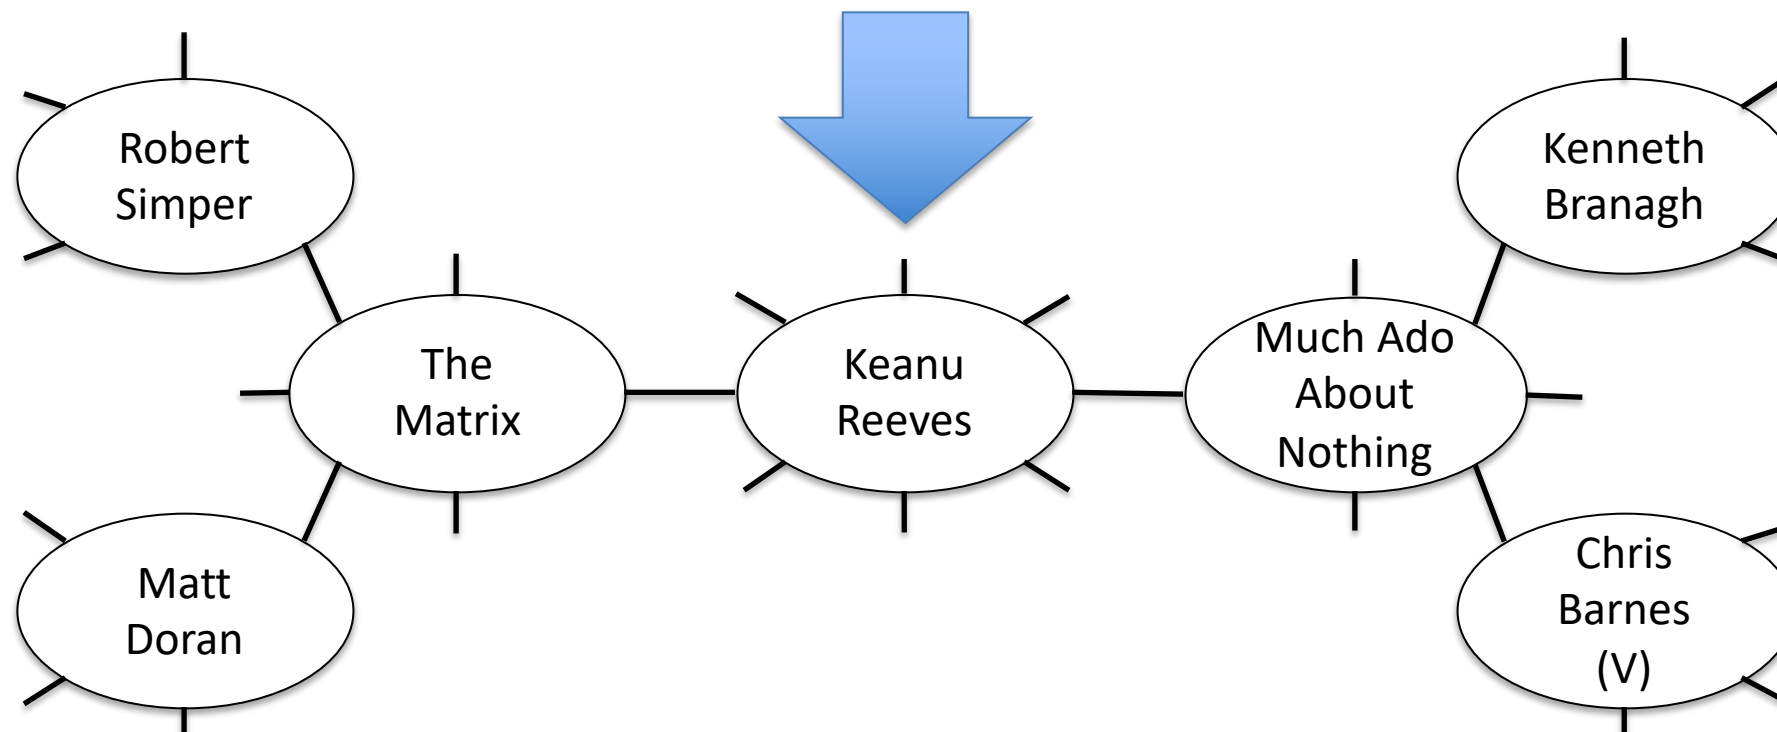 Robert
Simper
Kenneth
Branagh
The
Matrix
Keanu
Reeves
Much Ado
About
Nothing
Matt
Doran
Chris
Barnes
(V)